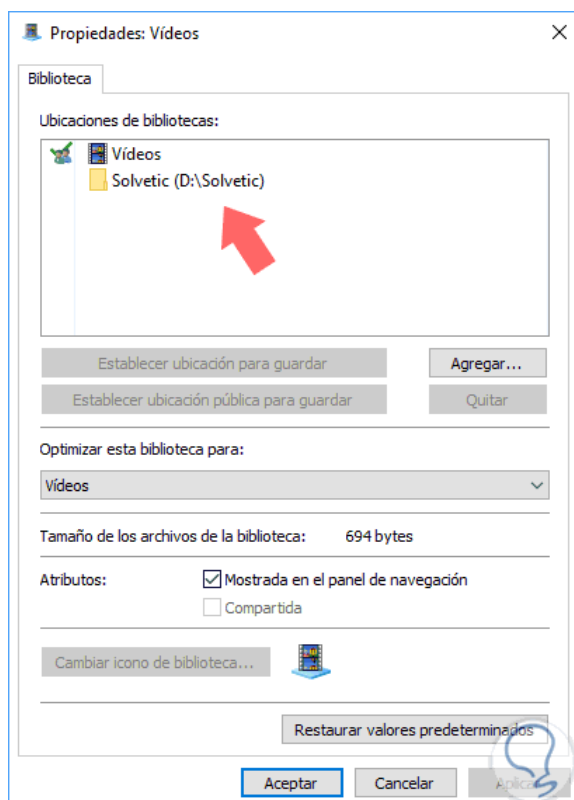 Propiedades: Vídeos
Biblioteca
Ubicaciones de bibliotecas:
Vídeos
Solvetic (D:\Solvetic)
Establecer ubicación para guardar
Agregar...
Establecer ubicación pública para guardar
Quitar
Optimizar esta biblioteca para:
Vídeos
Tamaño de los archivos de la biblioteca: 694 bytes
Atributos:
Mostrada en el panel de navegación
Compartida
Cambiar icono de biblioteca...
Restaurar valores predeterminados
Aceptar
Cancelar
Aplicar